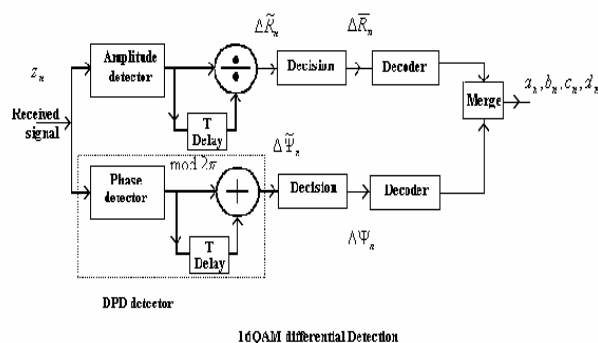 ΔR̃ₙ
ΔR̄ₙ
zₙ
Amplitude
detector
Decision
Decoder
Received
signal
T
Delay
Merge
aₙ, bₙ, cₙ, dₙ
mod 2π
ΔΨ̃ₙ
Phase
detector
+
Decision
Decoder
T
Delay
ΔΨₙ
DPD detector
16QAM differential Detection